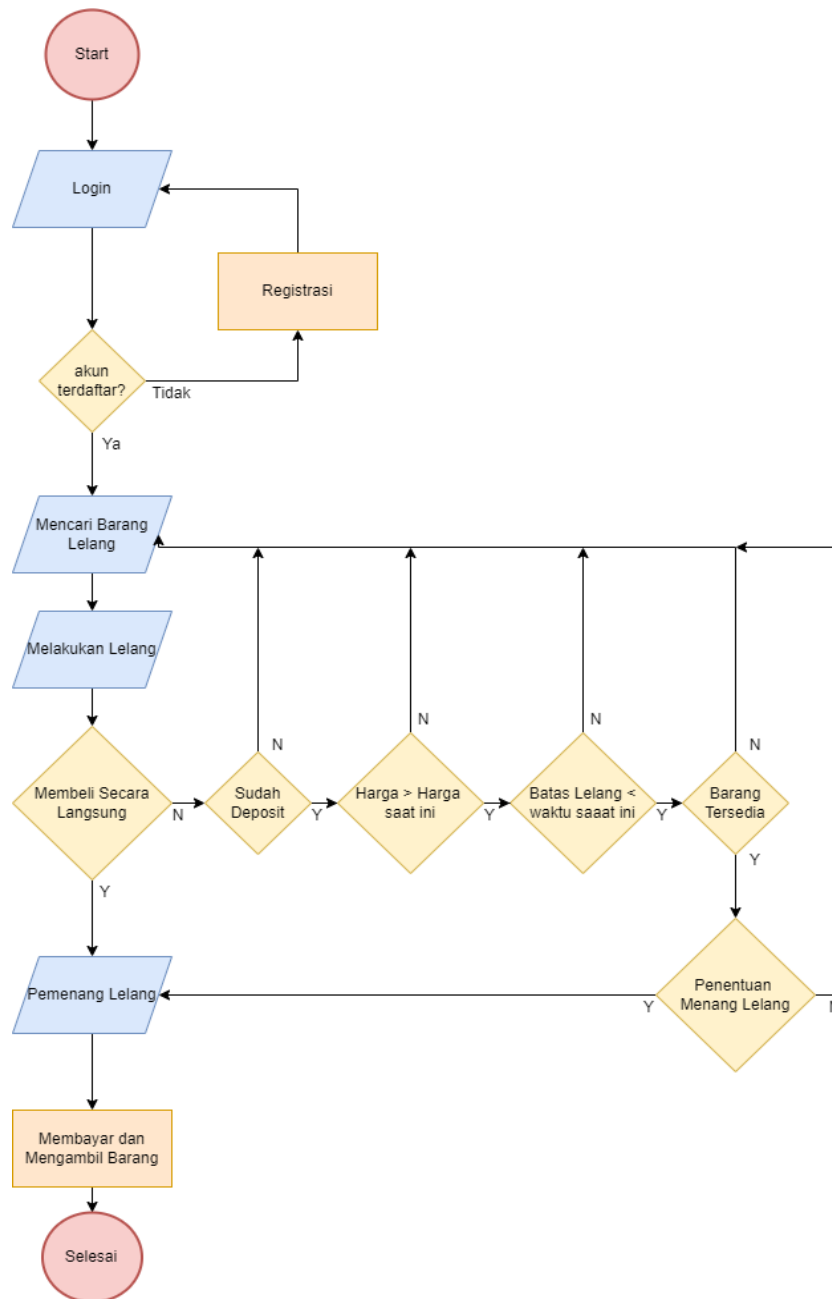 Start
Login
Registrasi
akun
terdaftar?
Tidak
Ya
Mencari Barang
Lelang
Melakukan Lelang
Membeli Secara
Langsung
N
Y
Sudah
Deposit
N
Y
Harga > Harga
saat ini
N
Y
Batas Lelang <
waktu saaat ini
N
Y
Barang
Tersedia
N
Y
Penentuan
Menang Lelang
Y
N
Pemenang Lelang
Membayar dan
Mengambil Barang
Selesai